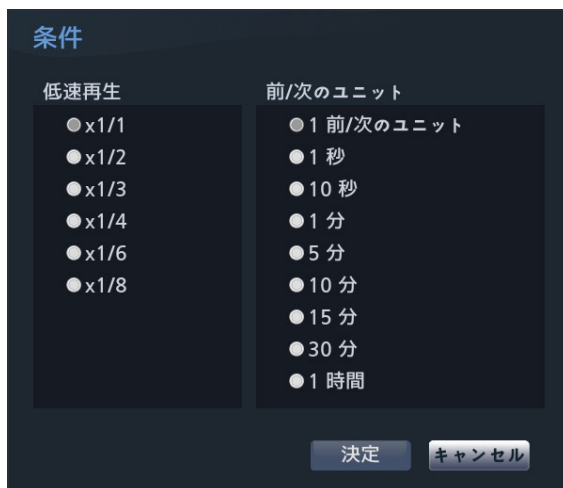 条件
低速再生
x1/1
x1/2
x1/3
x1/4
x1/6
x1/8
前/次のユニット
1 前/次のユニット
1 秒
10 秒
1 分
5 分
10 分
15 分
30 分
1 時間
決定
キャンセル